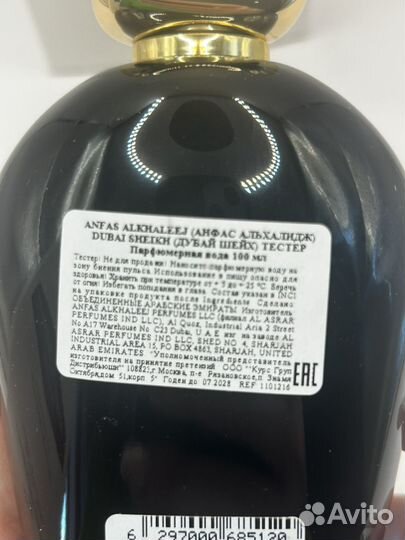 ANFAS ALKHALEEJ (АНФАС АЛЬХАЛИДЖ)
DUBAI SHEIKH (ДУБАЙ ШЕЙХ) ТЕСТЕР
Парфюмерная вода 100 мл
Тестер! Не для продажи! Наносите парфюмерную воду на
зону биения пульса. Использование в пищу опасно для
здоровья! Хранить при температуре от + 5 до + 25 °C. Беречь
от огня! Избегать попадания в глаза. Состав указан в INCI
на упаковке продукта после Ingredients. Сделано
ОБЪЕДИНЕННЫЕ АРАБСКИЕ ЭМИРАТЫ. Изготовитель
ANFAS ALKHALEEJ PERFUMES LLC (филиал AL ASRAR
PERFUMES IND LLC), Al Quoz, Industrial Aria 2 Street
No.A17 Warehouse No C23 Dubai, U A E изг на заводе AL
ASRAR PERFUMES IND LLC, SHED NO 4, SHARJAH
INDUSTRIAL AREA 15, PO BOX 4863, SHARJAH, UNITED
ARAB EMIRATES "Уполномоченный представитель
изготовителя на принятие претензий ООО "Курс Груп
Дистрибьюшн" 108823,г Москва, п-е Рязановское,п Знамя
Октября,дом 31,корп 5" Годен до 07.2028 REF 1101216
EAC
6 297000 685120
Avito